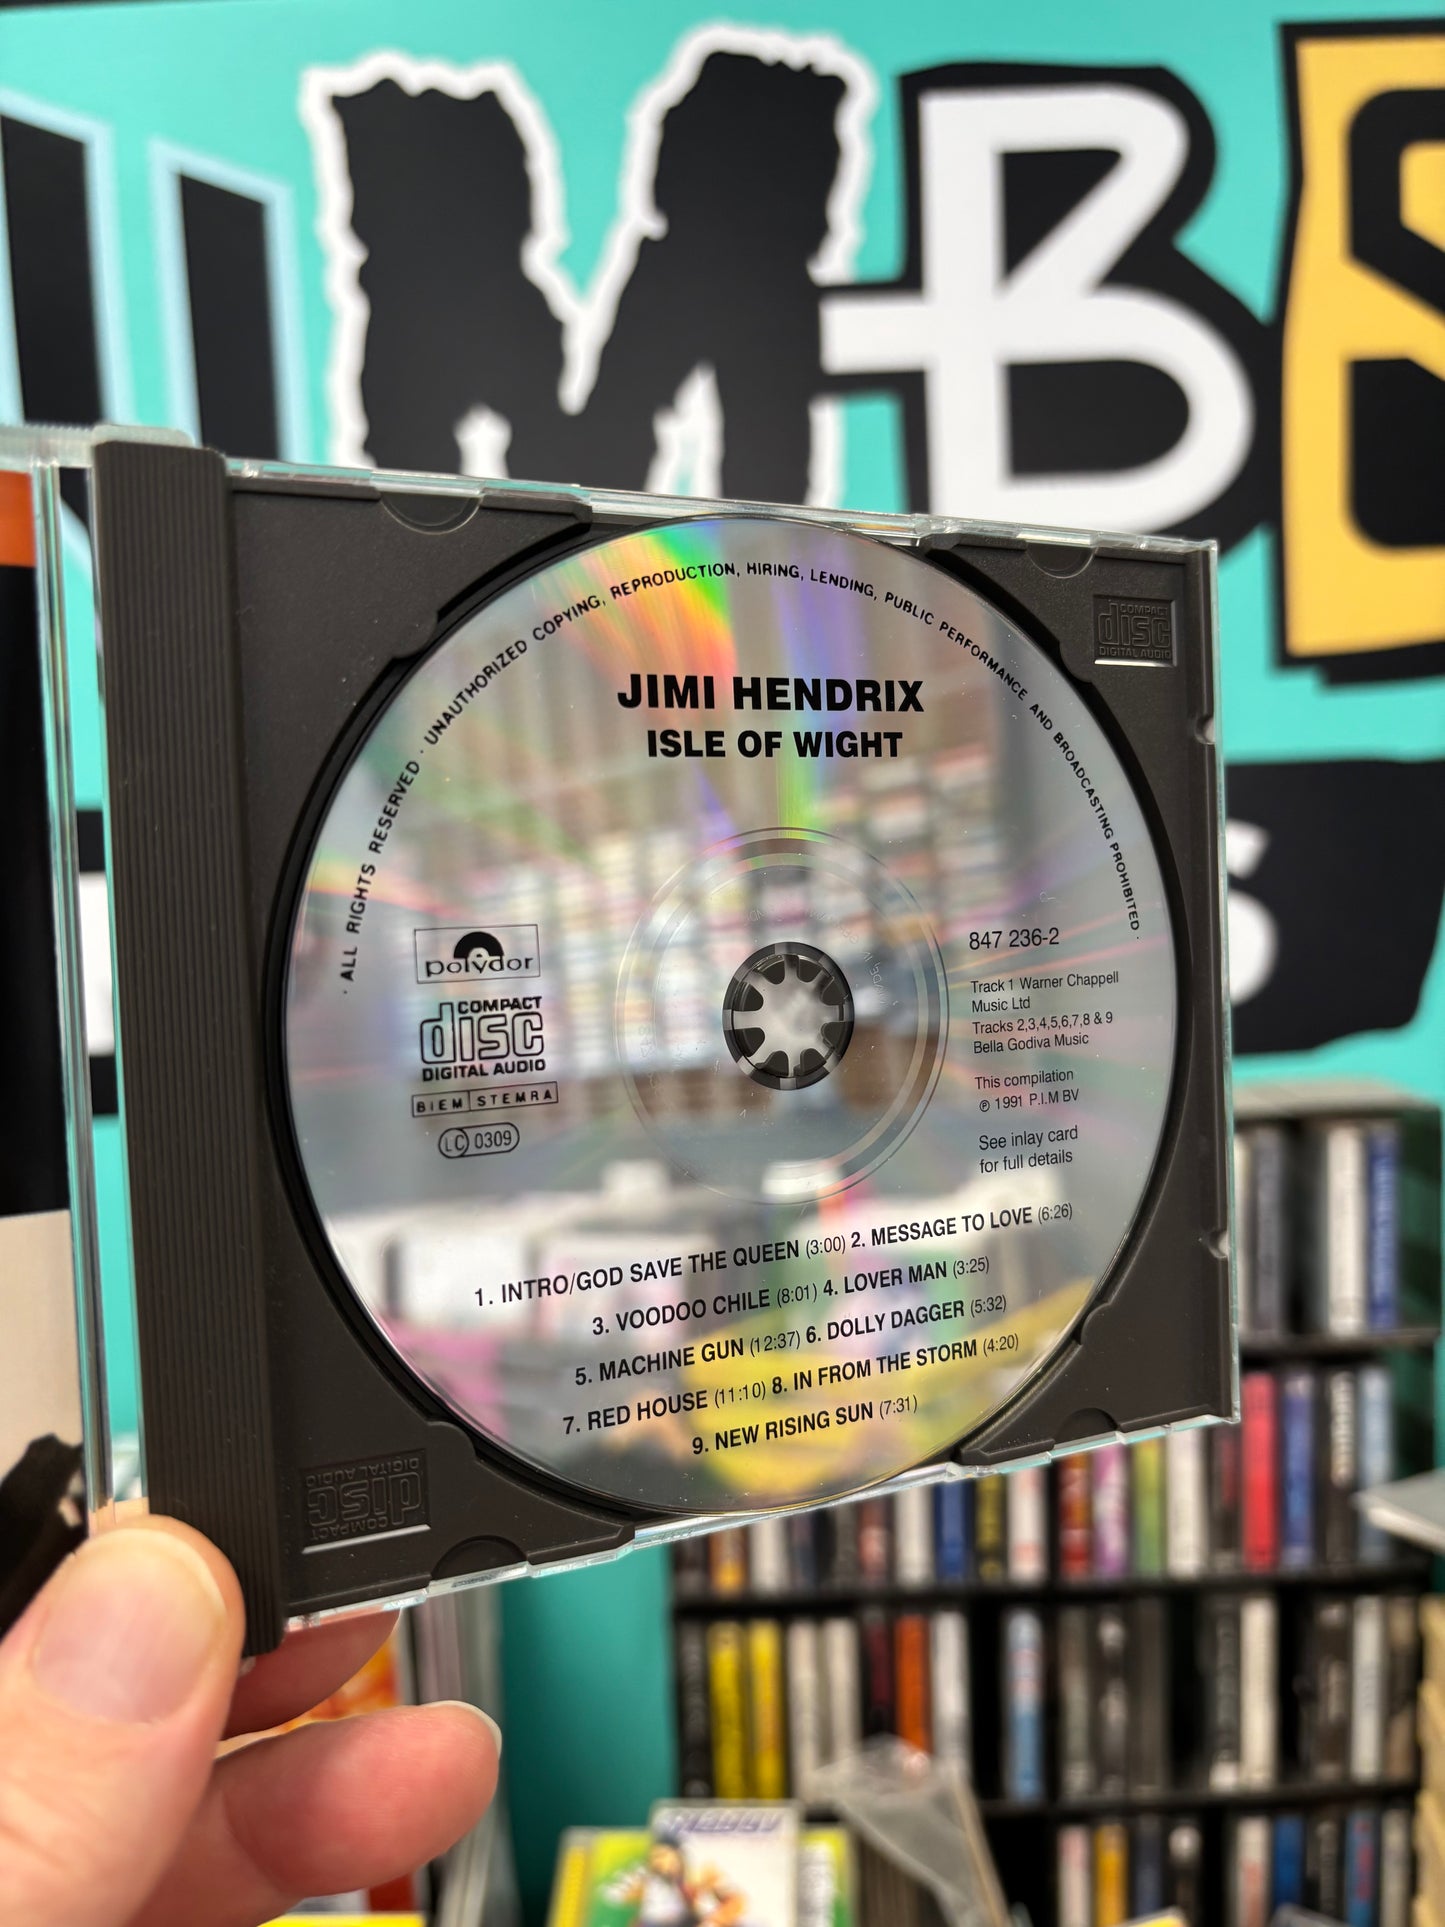 MBS
· ALL RIGHTS RESERVED · UNAUTHORIZED COPYING, REPRODUCTION, HIRING, LENDING, PUBLIC PERFORMANCE AND BROADCASTING PROHIBITED ·
JIMI HENDRIX
ISLE OF WIGHT
COMPACT
disc
DIGITAL AUDIO
polydor
COMPACT
disc
DIGITAL AUDIO
BIEM STEMRA
LC 0309
847 236-2
Track 1 Warner Chappell
Music Ltd
Tracks 2,3,4,5,6,7,8 & 9
Bella Godiva Music
This compilation
℗ 1991 P.I.M BV
See inlay card
for full details
1. INTRO/GOD SAVE THE QUEEN (3:00) 2. MESSAGE TO LOVE (6:26)
3. VOODOO CHILE (8:01) 4. LOVER MAN (3:25)
5. MACHINE GUN (12:37) 6. DOLLY DAGGER (5:32)
7. RED HOUSE (11:10) 8. IN FROM THE STORM (4:20)
9. NEW RISING SUN (7:31)
COMPACT
disc
DIGITAL AUDIO